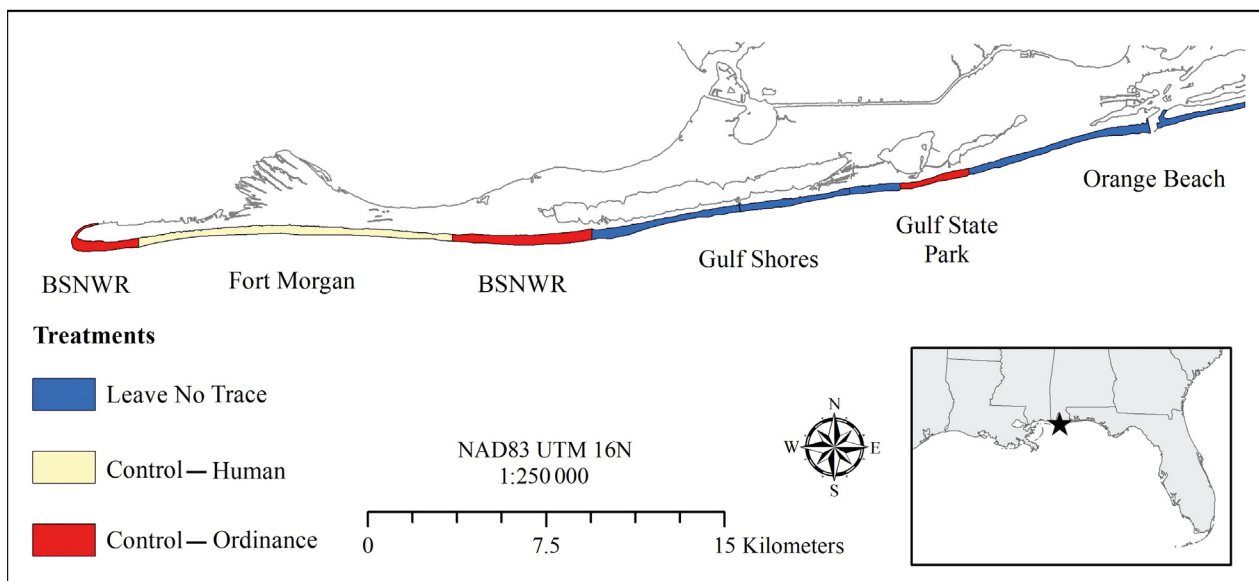 Orange Beach
Gulf State
Park
Gulf Shores
BSNWR
Fort Morgan
BSNWR
Treatments
Leave No Trace
Control — Human
Control — Ordinance
NAD83 UTM 16N
1:250 000
0 7.5 15 Kilometers
N
W E
S